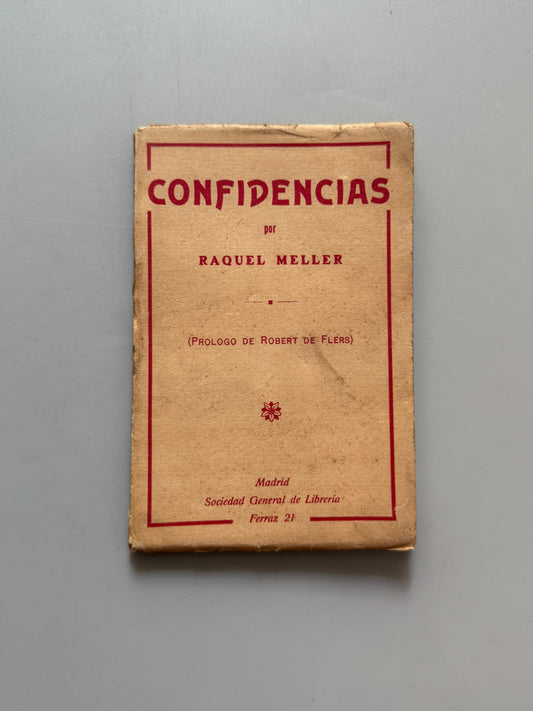 CONFIDENCIAS
por
RAQUEL MELLER
(PROLOGO DE ROBERT DE FLERS)
Madrid
Sociedad General de Librería
Ferraz 21